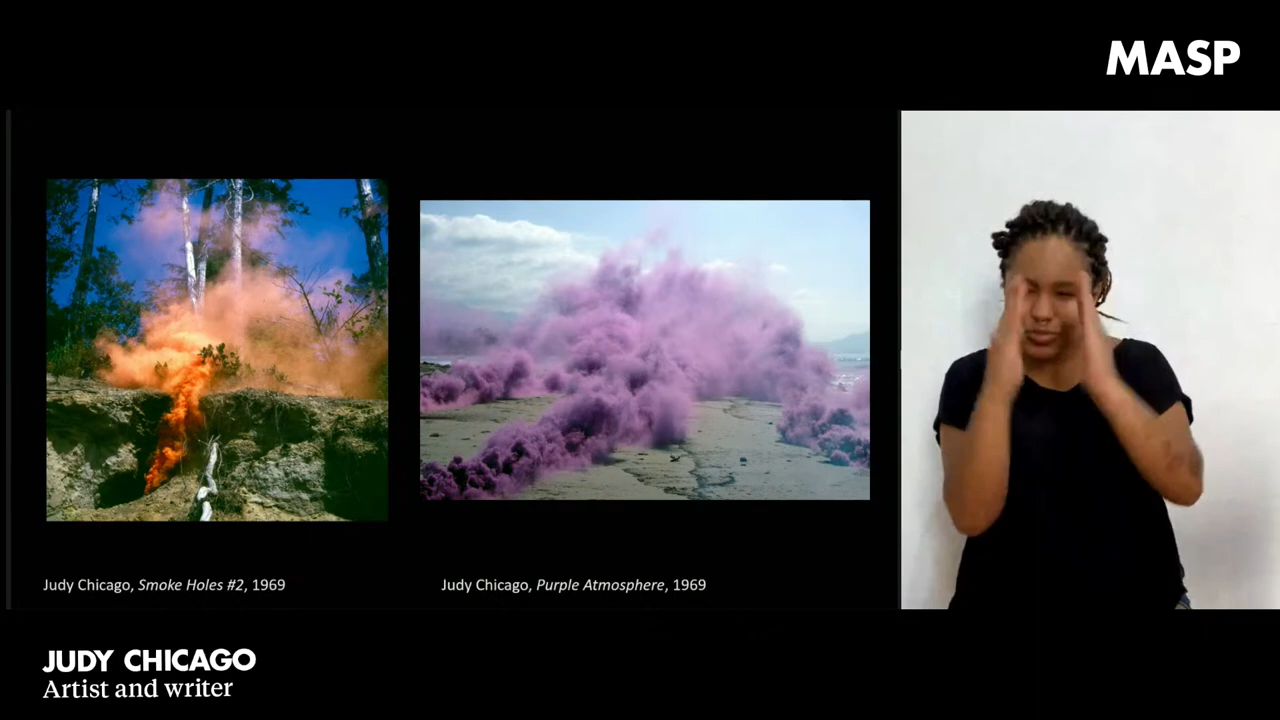 MASP
Judy Chicago, Smoke Holes #2, 1969
Judy Chicago, Purple Atmosphere, 1969
JUDY CHICAGO
Artist and writer